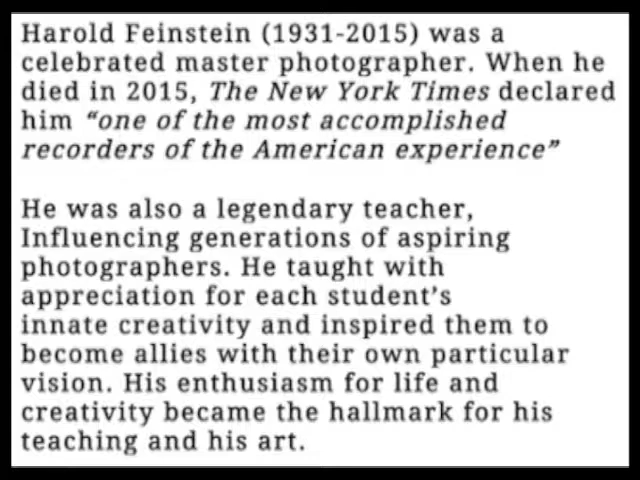 Harold Feinstein (1931-2015) was a
celebrated master photographer. When he
died in 2015, The New York Times declared
him “one of the most accomplished
recorders of the American experience”
He was also a legendary teacher,
Influencing generations of aspiring
photographers. He taught with
appreciation for each student’s
innate creativity and inspired them to
become allies with their own particular
vision. His enthusiasm for life and
creativity became the hallmark for his
teaching and his art.